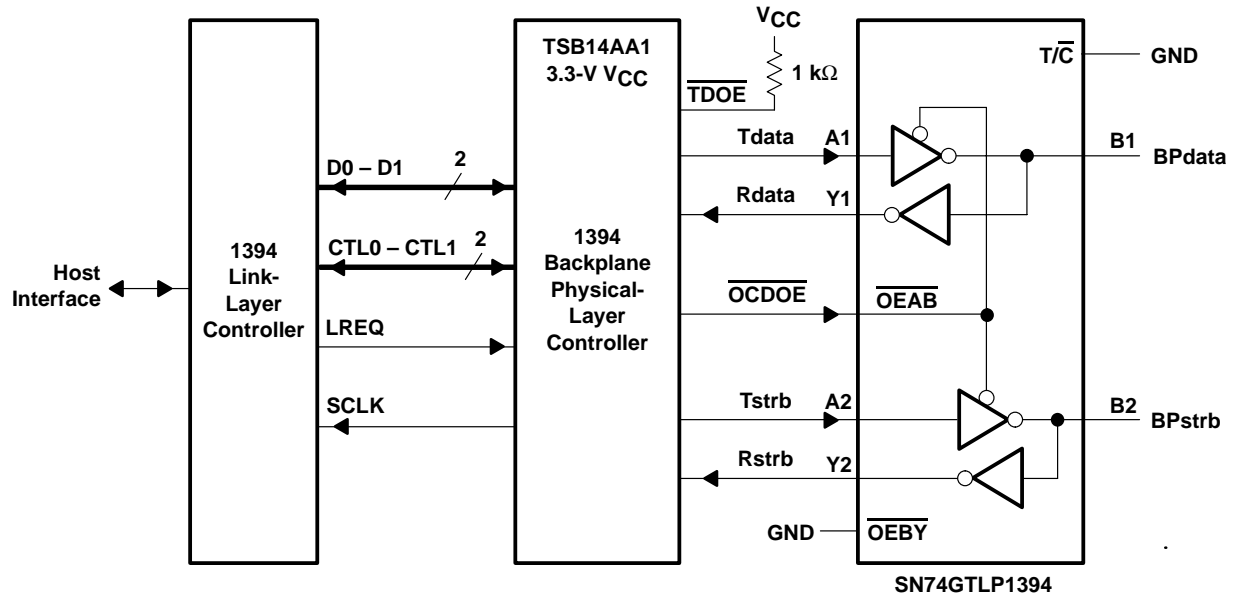 Host
Interface
1394
Link-
Layer
Controller
D0 – D1
2
CTL0 – CTL1
2
LREQ
SCLK
TSB14AA1
3.3-V VCC
1394
Backplane
Physical-
Layer
Controller
VCC
1 kΩ
TDOE
Tdata
A1
Rdata
Y1
OCDOE
OEAB
Tstrb
A2
Rstrb
Y2
GND
OEBY
T/C
GND
B1
BPdata
B2
BPstrb
SN74GTLP1394